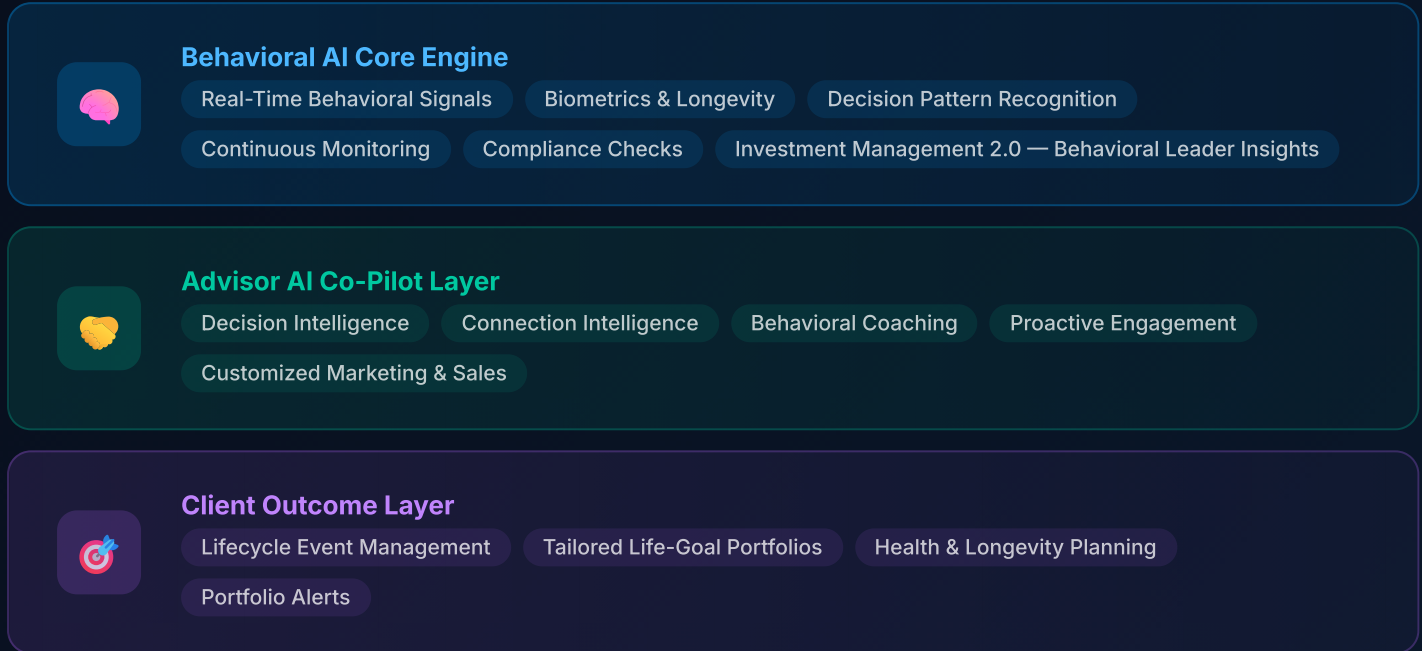 Behavioral AI Core Engine
Real-Time Behavioral Signals Biometrics & Longevity Decision Pattern Recognition
Continuous Monitoring Compliance Checks Investment Management 2.0 — Behavioral Leader Insights
Advisor AI Co-Pilot Layer
Decision Intelligence Connection Intelligence Behavioral Coaching Proactive Engagement
Customized Marketing & Sales
Client Outcome Layer
Lifecycle Event Management Tailored Life-Goal Portfolios Health & Longevity Planning
Portfolio Alerts